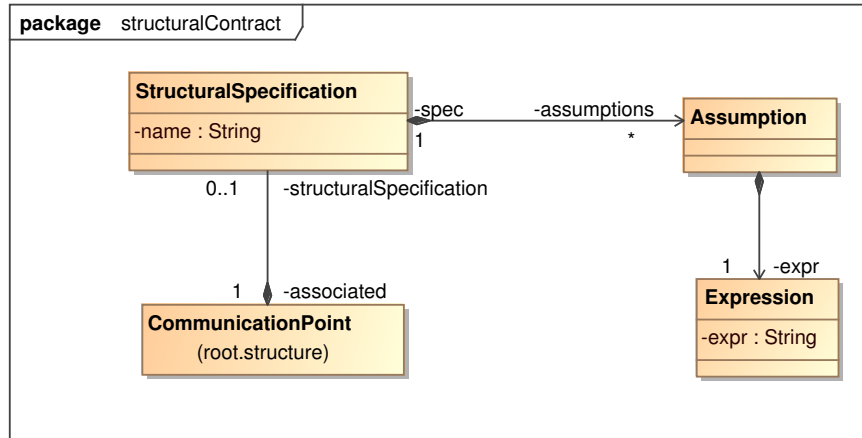 package structuralContract
StructuralSpecification
-name : String
-spec
-assumptions
1
*
Assumption
0..1
-structuralSpecification
1
-expr
1
-associated
Expression
-expr : String
CommunicationPoint
(root.structure)